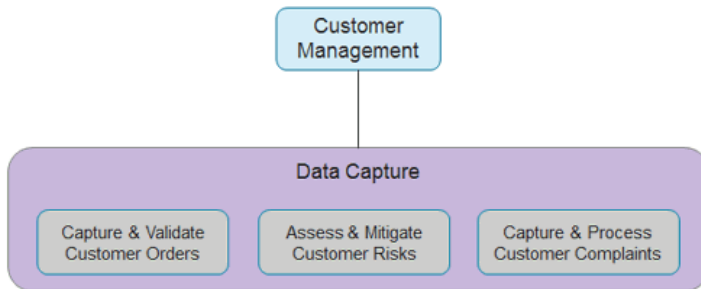 Customer
Management
Data Capture
Capture & Validate
Customer Orders
Assess & Mitigate
Customer Risks
Capture & Process
Customer Complaints